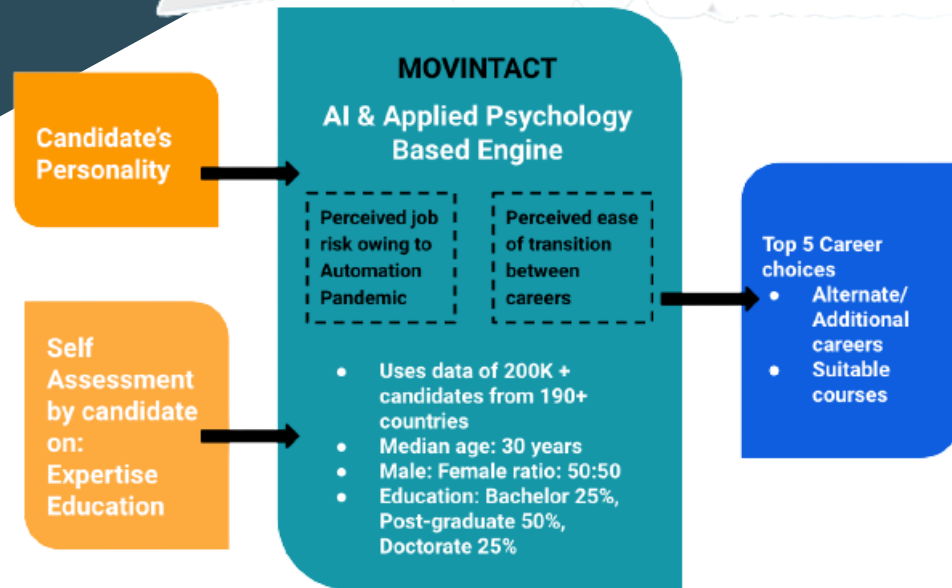 Candidate's
Personality
Self
Assessment
by candidate
on:
Expertise
Education
MOVINTACT
AI & Applied Psychology
Based Engine
Perceived job
risk owing to
Automation
Pandemic
Perceived ease
of transition
between
careers
● Uses data of 200K +
candidates from 190+
countries
● Median age: 30 years
● Male: Female ratio: 50:50
● Education: Bachelor 25%,
Post-graduate 50%,
Doctorate 25%
Top 5 Career
choices
● Alternate/
Additional
careers
● Suitable
courses